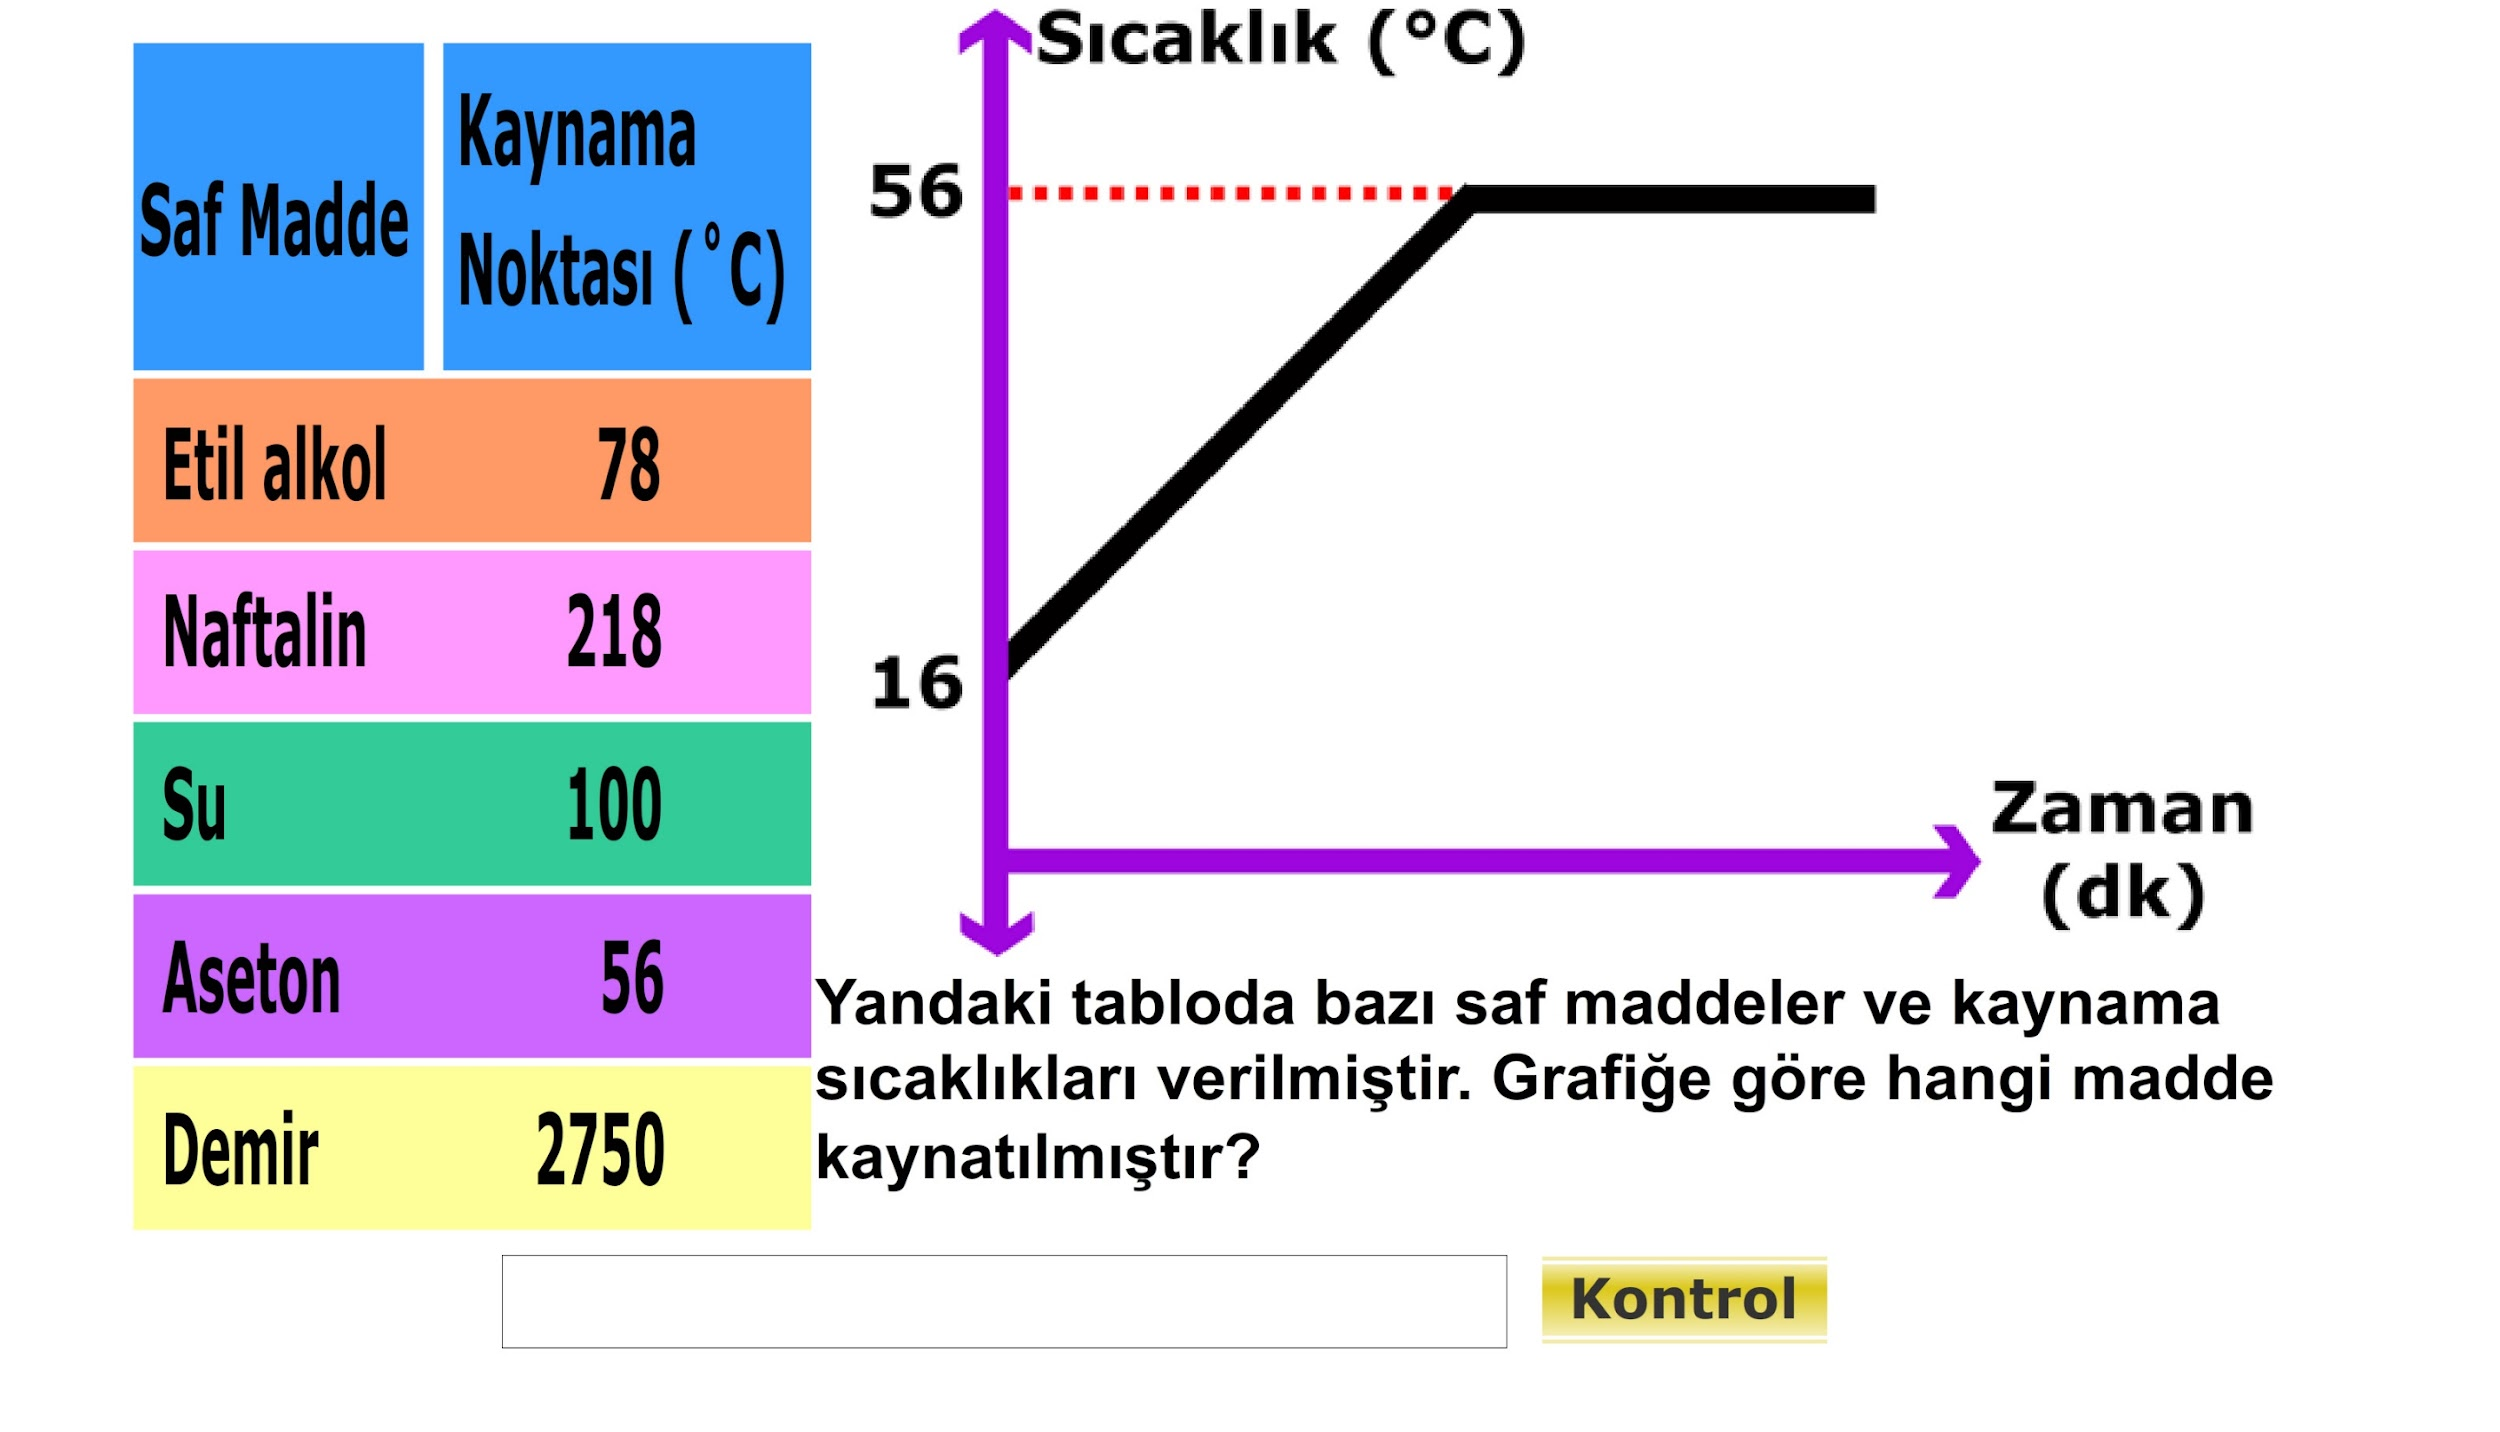 Saf Madde
Kaynama
Noktası (°C)
Etil alkol 78
Naftalin 218
Su 100
Aseton 56
Demir 2750
Sıcaklık (°C)
56
16
Zaman
(dk)
Yandaki tabloda bazı saf maddeler ve kaynama
sıcaklıkları verilmiştir. Grafiğe göre hangi madde
kaynatılmıştır?
Kontrol